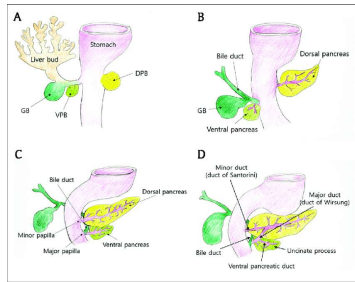 A
Stomach
Liver bud
DPB
GB
VPB
B
Bile duct
Dorsal pancreas
GB
Ventral pancreas
C
Bile duct
Dorsal pancreas
Minor papilla
Major papilla
Ventral pancreas
D
Minor duct
(duct of Santorini)
Major duct
(duct of Wirsung)
Bile duct
Uncinate process
Ventral pancreatic duct